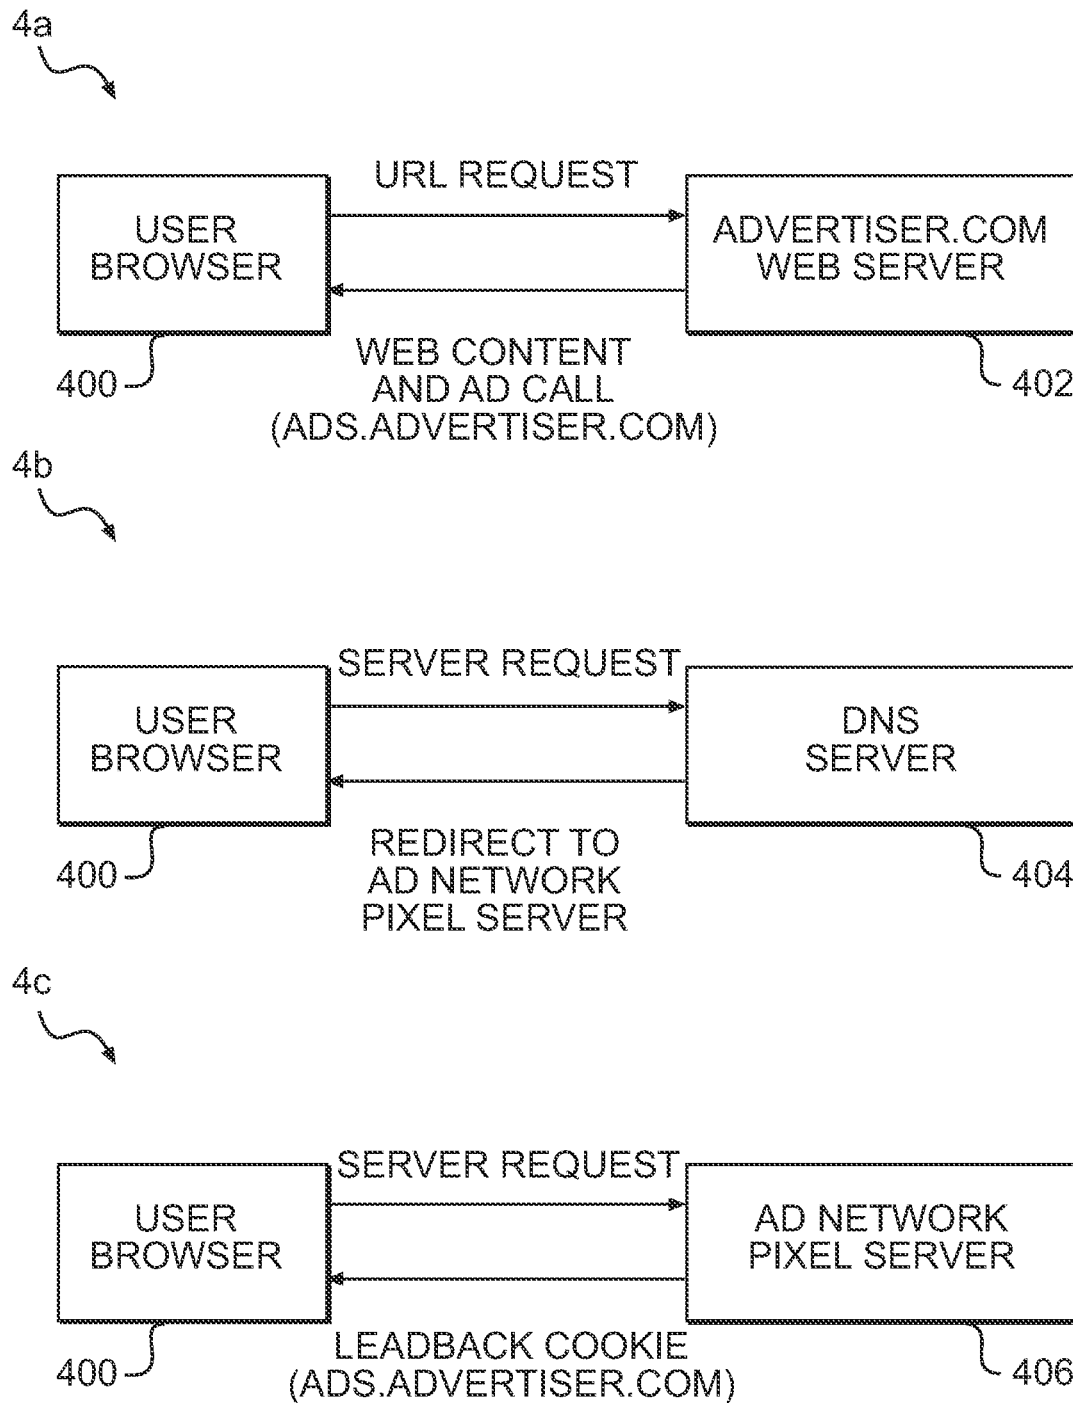 4a
URL REQUEST
USER
BROWSER
ADVERTISER.COM
WEB SERVER
WEB CONTENT
AND AD CALL
(ADS.ADVERTISER.COM)
400
402
4b
SERVER REQUEST
USER
BROWSER
DNS
SERVER
REDIRECT TO
AD NETWORK
PIXEL SERVER
400
404
4c
SERVER REQUEST
USER
BROWSER
AD NETWORK
PIXEL SERVER
LEADBACK COOKIE
(ADS.ADVERTISER.COM)
400
406